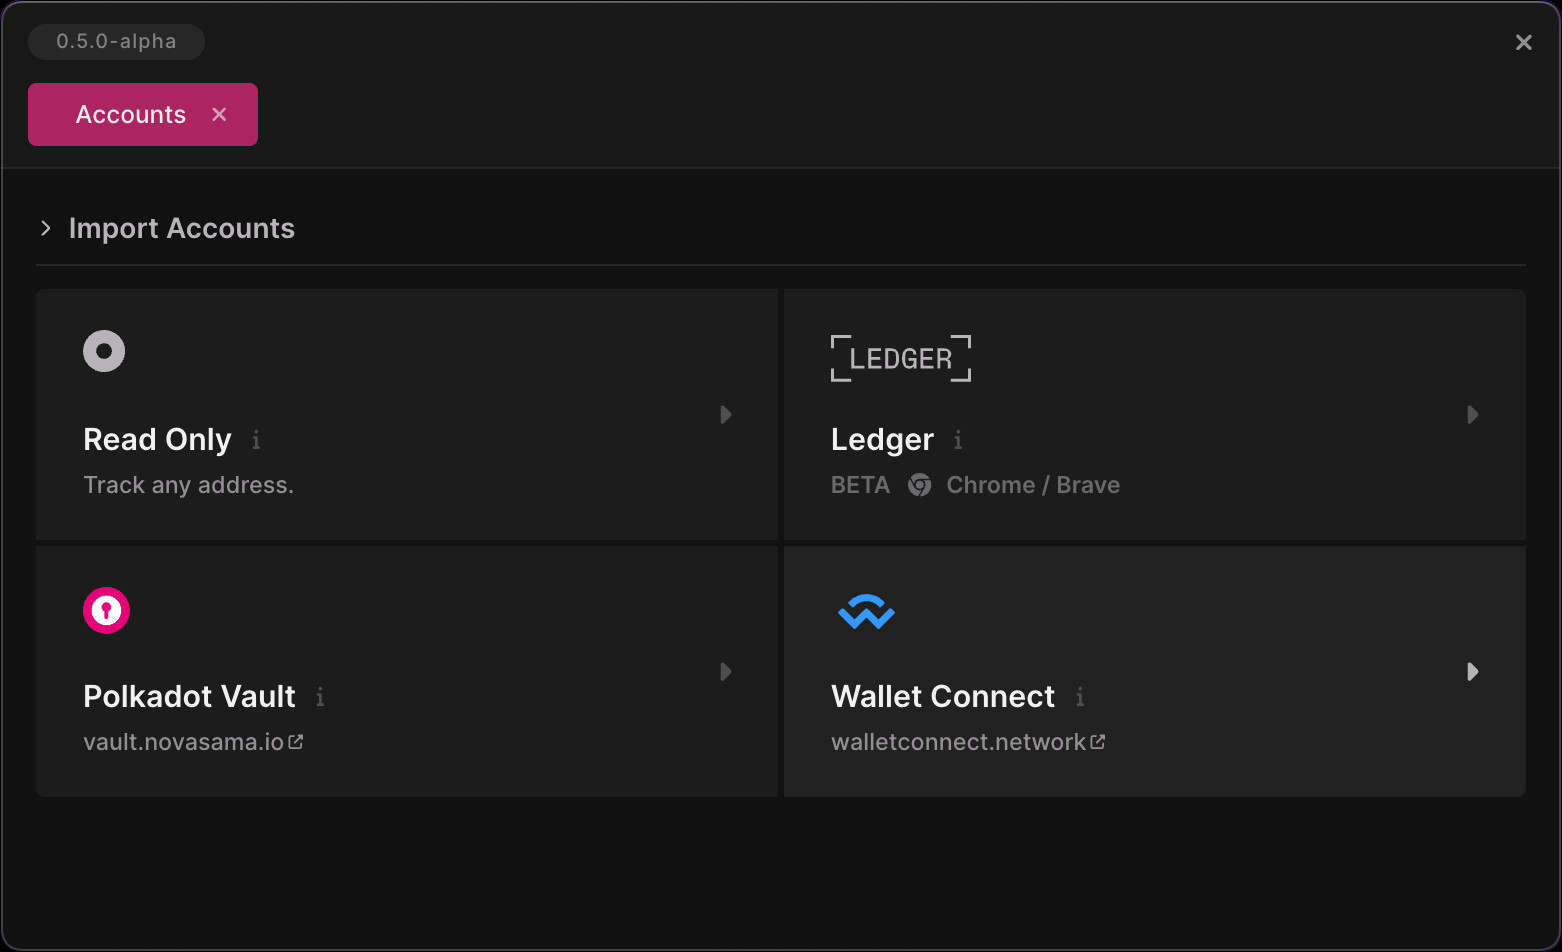 0.5.0-alpha
Accounts
Import Accounts
LEDGER
Read Only
Track any address.
Ledger
BETA Chrome / Brave
Polkadot Vault
vault.novasama.io
Wallet Connect
walletconnect.network